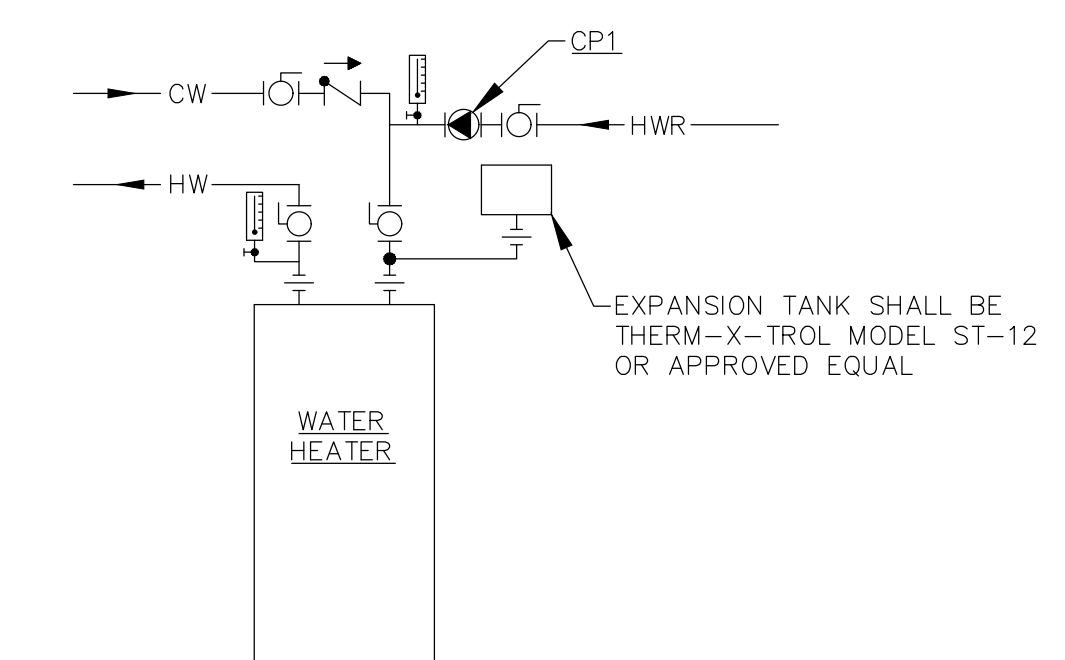 CP1
CW
HWR
HW
EXPANSION TANK SHALL BE
THERM-X-TROL MODEL ST-12
OR APPROVED EQUAL
WATER
HEATER